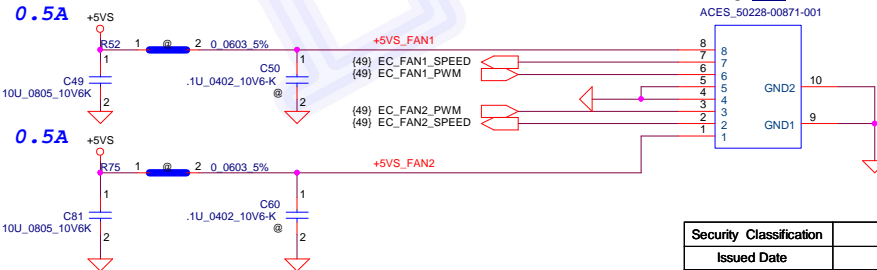 0.5A
+5VS
ACES_50228-00871-001
R52 1 @ 2 0_0603_5%
+5VS_FAN1
8 8
{49} EC_FAN1_SPEED
7 7
{49} EC_FAN1_PWM
6 6
5 5
4 4
{49} EC_FAN2_PWM
3 3
{49} EC_FAN2_SPEED
2 2
1 1
GND2 10
GND1 9
1
C49
10U_0805_10V6K
2
1
C50
.1U_0402_10V6-K
@
2
0.5A
+5VS
R75 1 @ 2 0_0603_5%
+5VS_FAN2
1
C81
10U_0805_10V6K
2
1
C60
.1U_0402_10V6-K
@
2
Security Classification
Issued Date